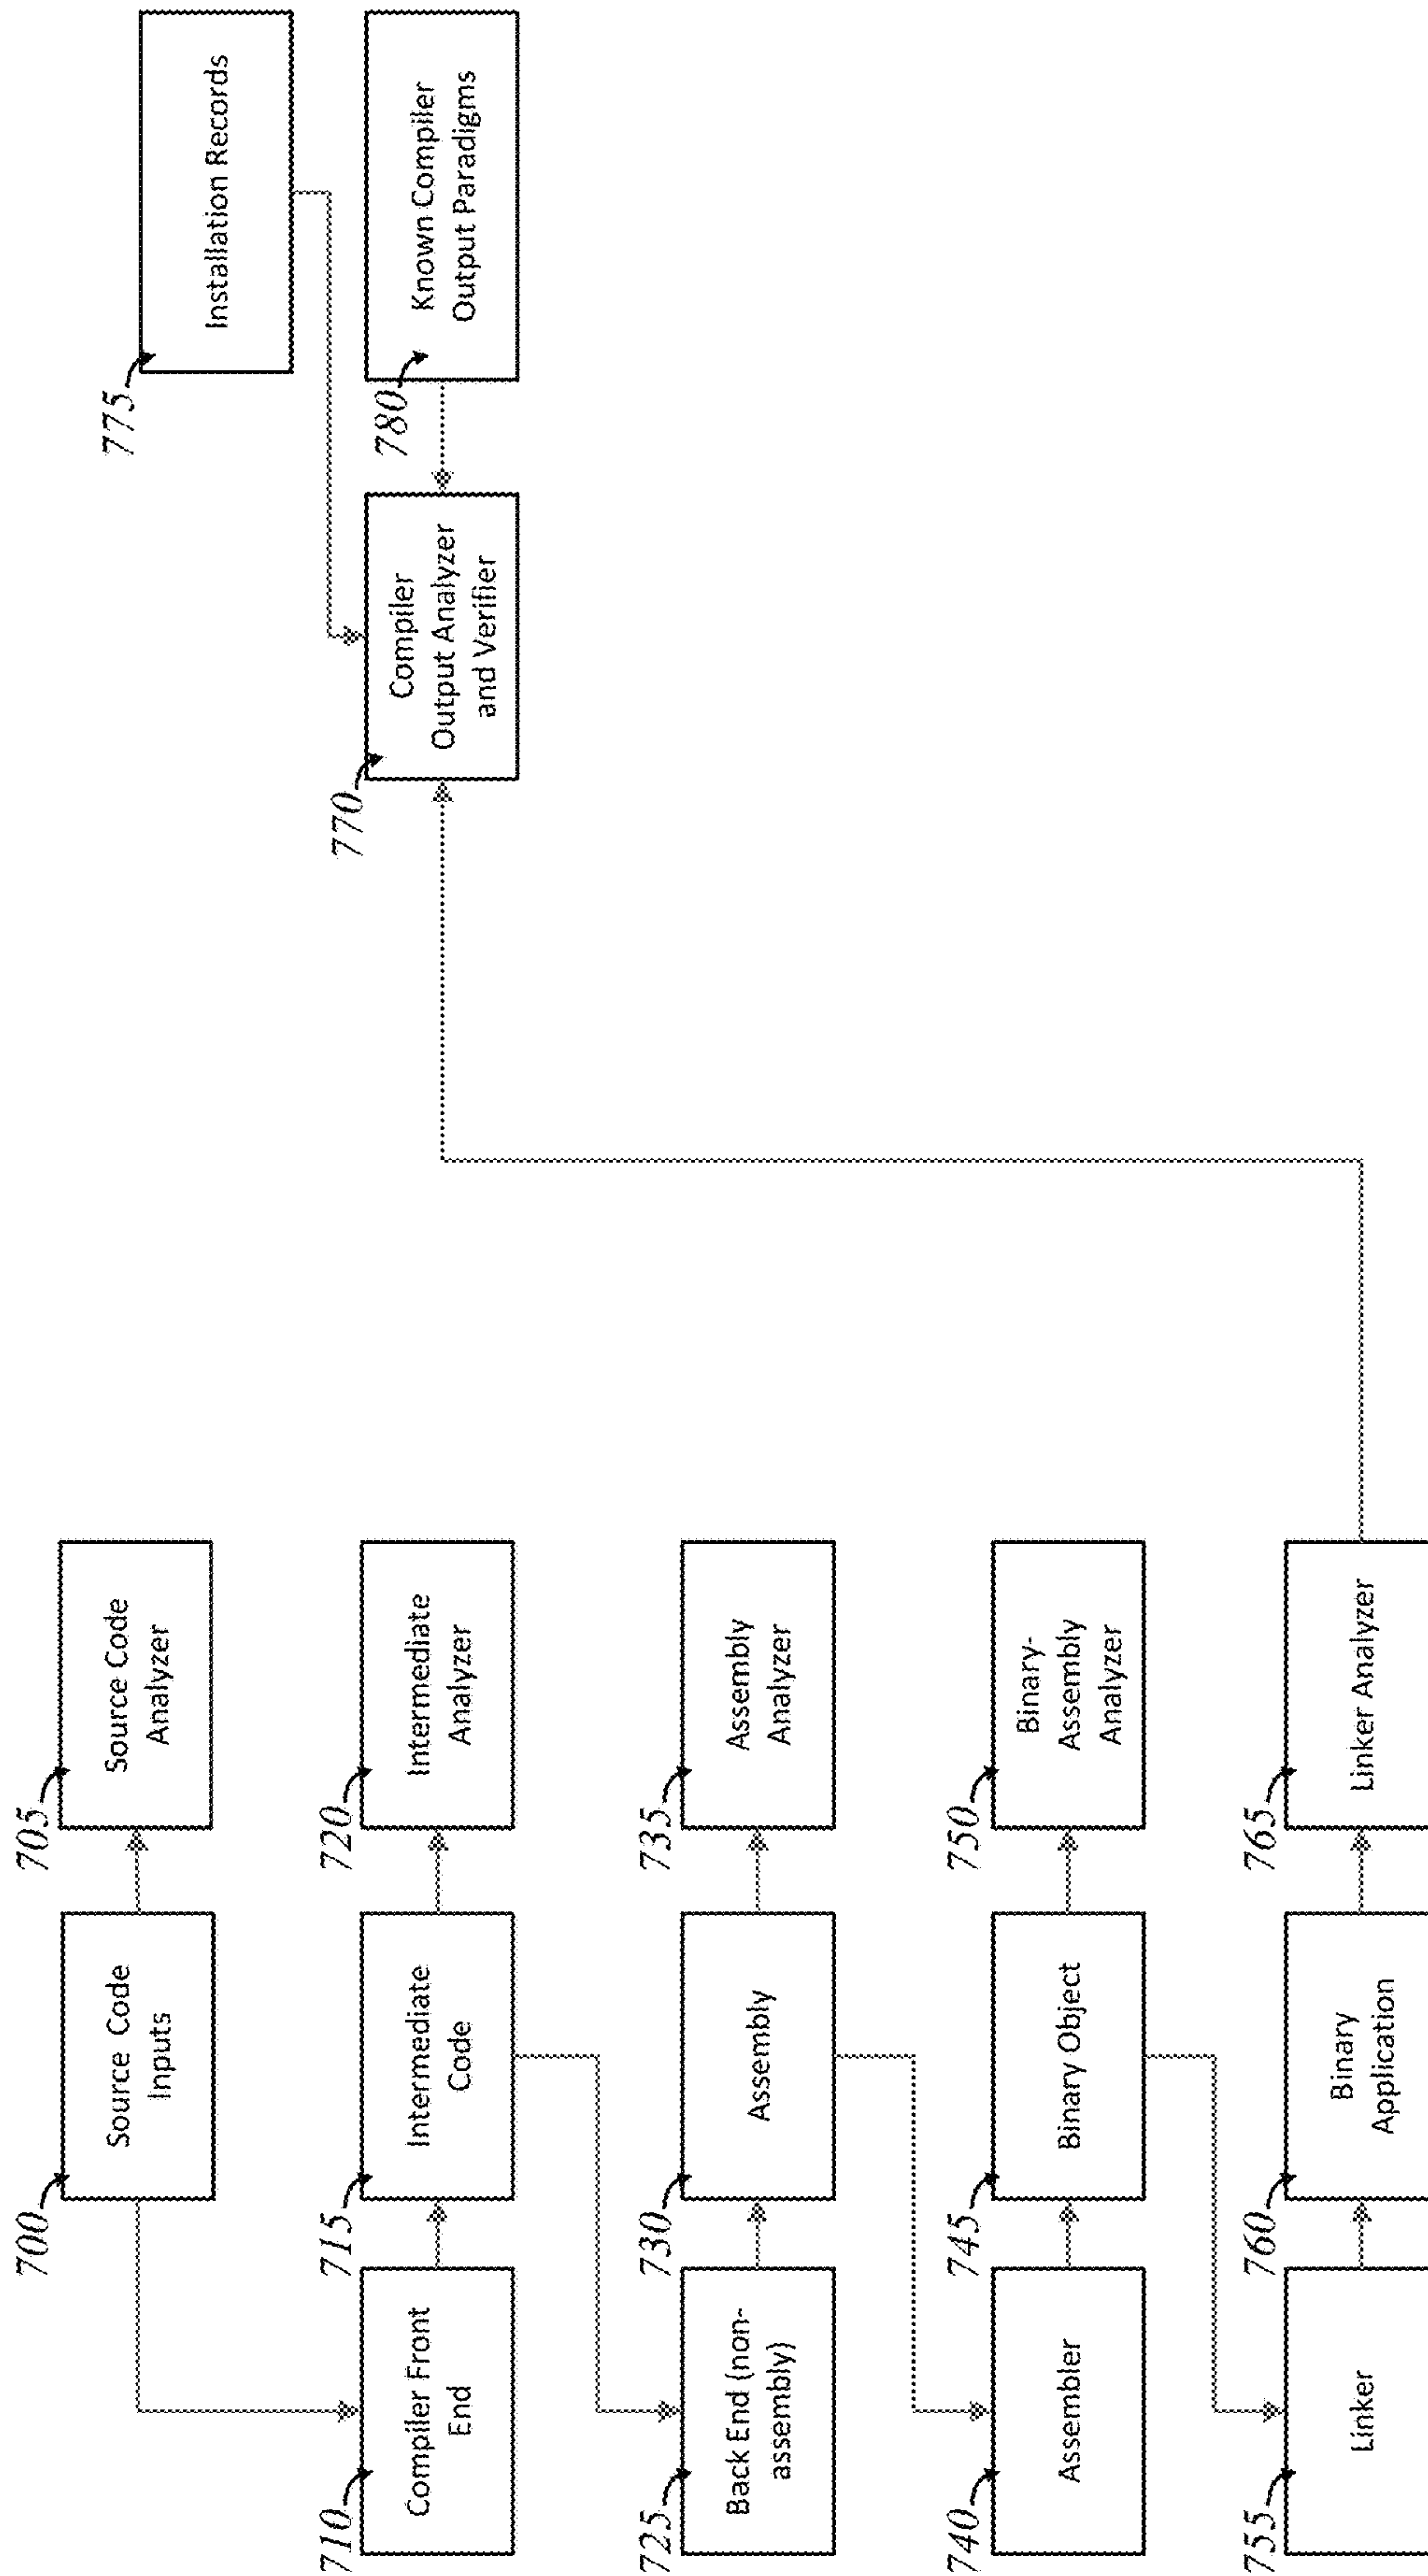 700
Source Code
Inputs
705
Source Code
Analyzer
775
Installation Records
710
Compiler Front
End
715
Intermediate
Code
720
Intermediate
Analyzer
770
Compiler
Output Analyzer
and Verifier
780
Known Compiler
Output Paradigms
725
Back End (non-
assembly)
730
Assembly
735
Assembly
Analyzer
740
Assembler
745
Binary Object
750
Binary-
Assembly
Analyzer
755
Linker
760
Binary
Application
765
Linker Analyzer